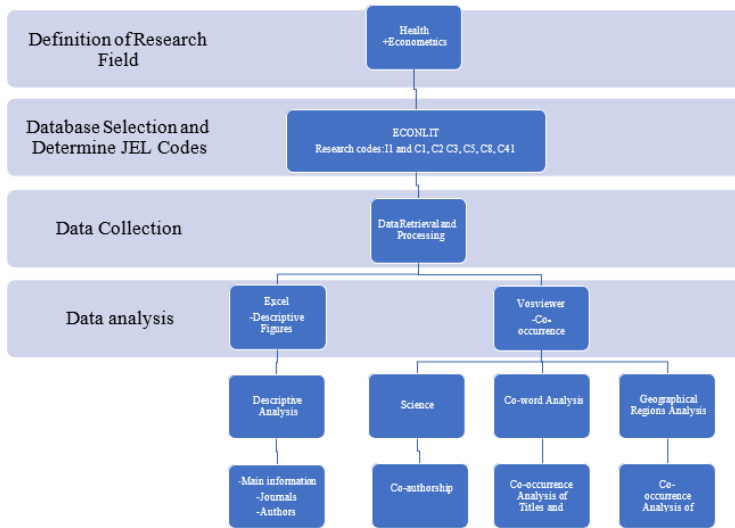 Definition of Research
Field
Health
+Econometrics
Database Selection and
Determine JEL Codes
ECONLIT
Research codes:I1 and C1, C2 C3, C5, C8, C41
Data Collection
Data Retrieval and
Processing
Data analysis
Excel
-Descriptive
Figures
Vosviewer
-Co-
occurrence
Descriptive
Analysis
Science
Co-word Analysis
Geographical
Regions Analysis
-Main information
-Journals
-Authors
Co-authorship
Co-occurrence
Analysis of
Titles and
Co-
occurrence
Analysis of